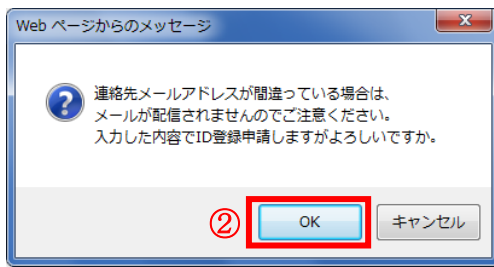 Web ページからのメッセージ
連絡先メールアドレスが間違っている場合は、
メールが配信されませんのでご注意ください。
入力した内容でID登録申請しますがよろしいですか。
② OK キャンセル